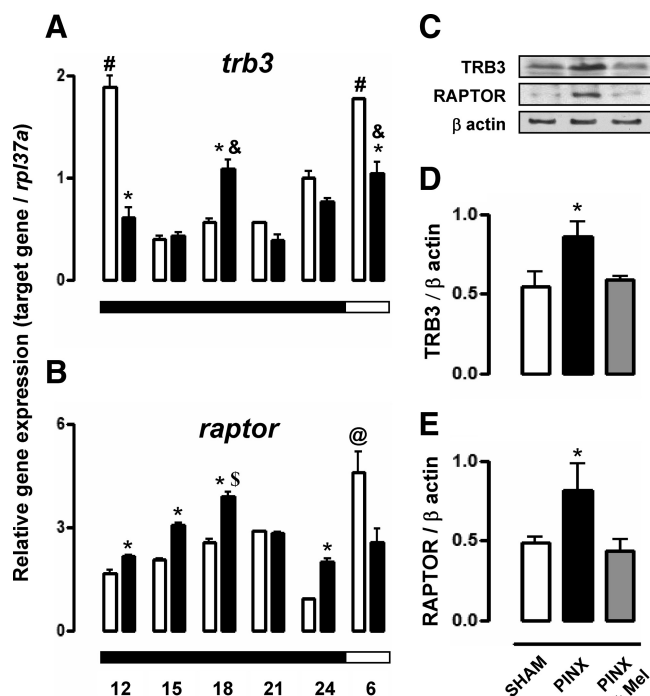 A
trb3
Relative gene expression (target gene / rpl37a)
2
1
0
#
*
* &
#
&
*
B
raptor
6
3
0
*
*
* $
*
@
12 15 18 21 24 6
C
TRB3
RAPTOR
β actin
D
TRB3 / β actin
1.0
0.5
0.0
*
E
RAPTOR / β actin
1.0
0.5
0.0
*
SHAM
PINX
PINX
Mel